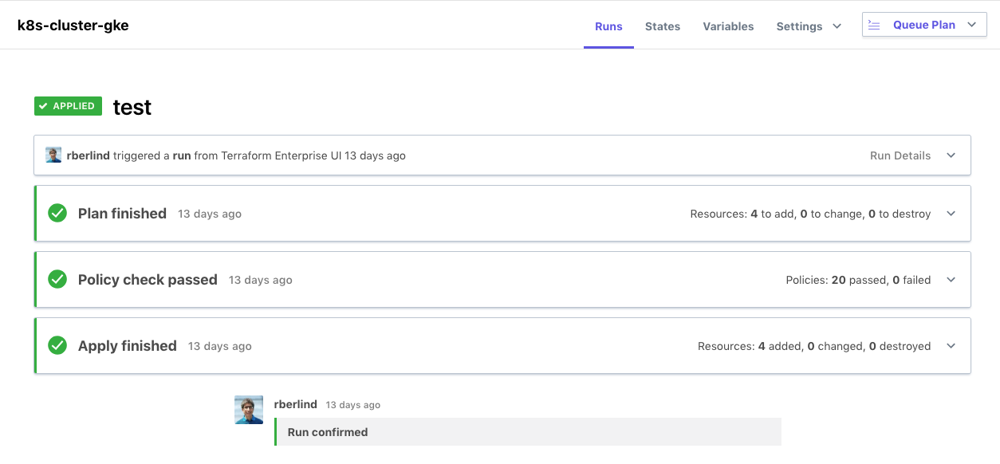 k8s-cluster-gke
Runs States Variables Settings Queue Plan
APPLIED test
rberlind triggered a run from Terraform Enterprise UI 13 days ago Run Details
Plan finished 13 days ago Resources: 4 to add, 0 to change, 0 to destroy
Policy check passed 13 days ago Policies: 20 passed, 0 failed
Apply finished 13 days ago Resources: 4 added, 0 changed, 0 destroyed
rberlind 13 days ago
Run confirmed